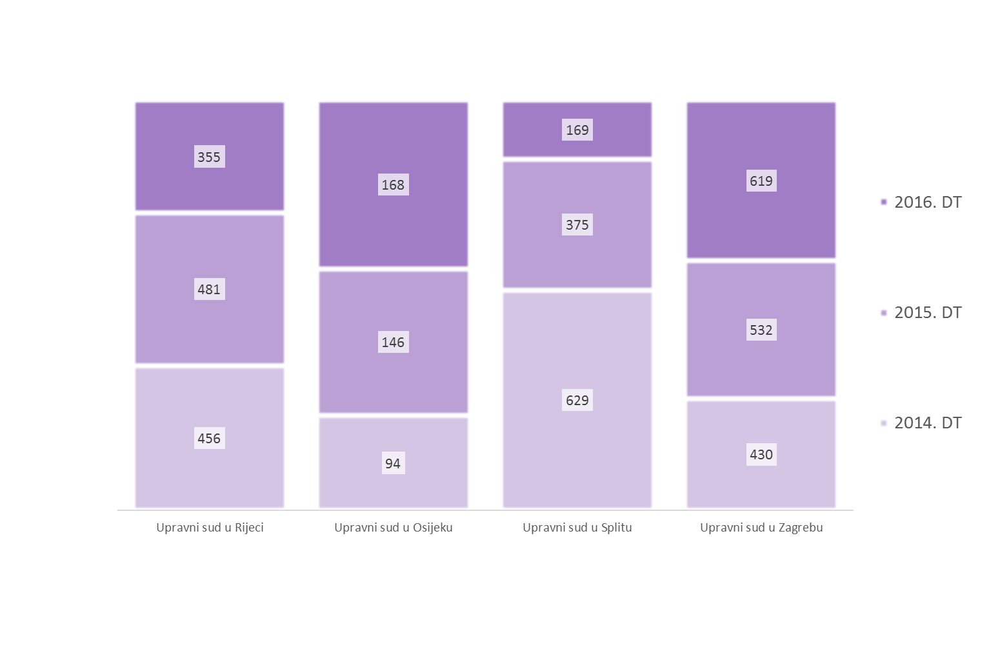 355
168
169
619
2016. DT
481
146
375
532
2015. DT
456
94
629
430
2014. DT
Upravni sud u Rijeci
Upravni sud u Osijeku
Upravni sud u Splitu
Upravni sud u Zagrebu